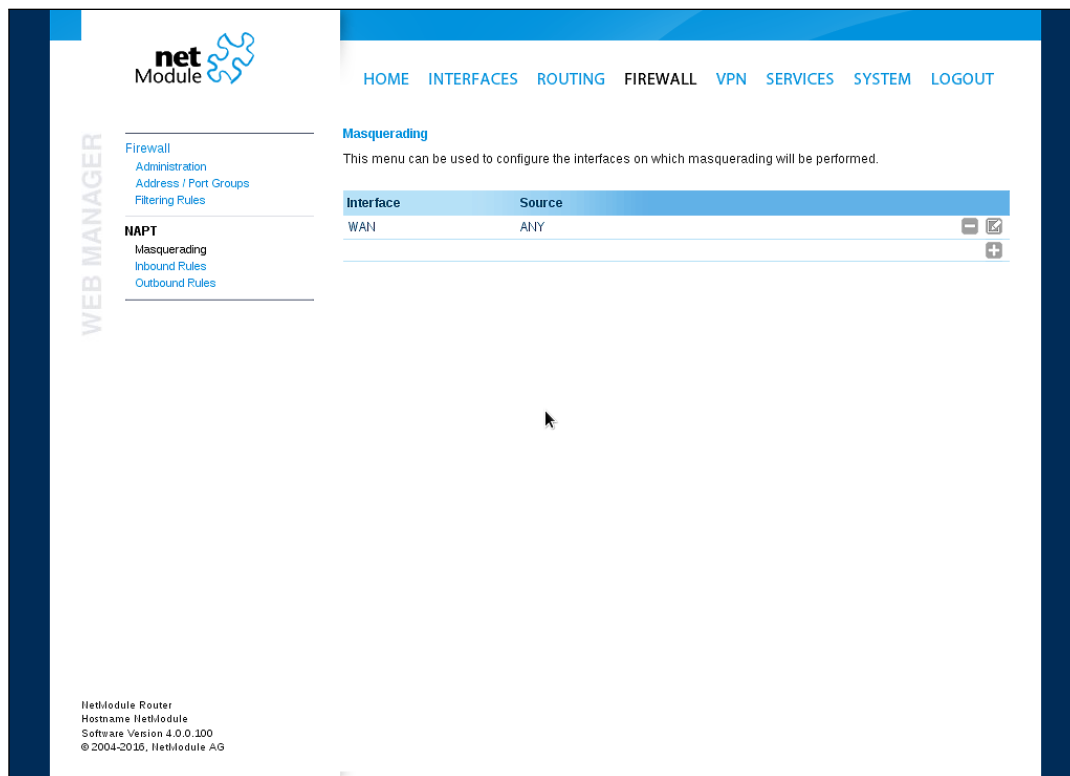 net
Module
HOME INTERFACES ROUTING FIREWALL VPN SERVICES SYSTEM LOGOUT
WEB MANAGER
Firewall
Administration
Address / Port Groups
Filtering Rules
NAPT
Masquerading
Inbound Rules
Outbound Rules
Masquerading
This menu can be used to configure the interfaces on which masquerading will be performed.
Interface Source
WAN ANY
NetModule Router
Hostname NetModule
Software Version 4.0.0.100
© 2004-2016, NetModule AG